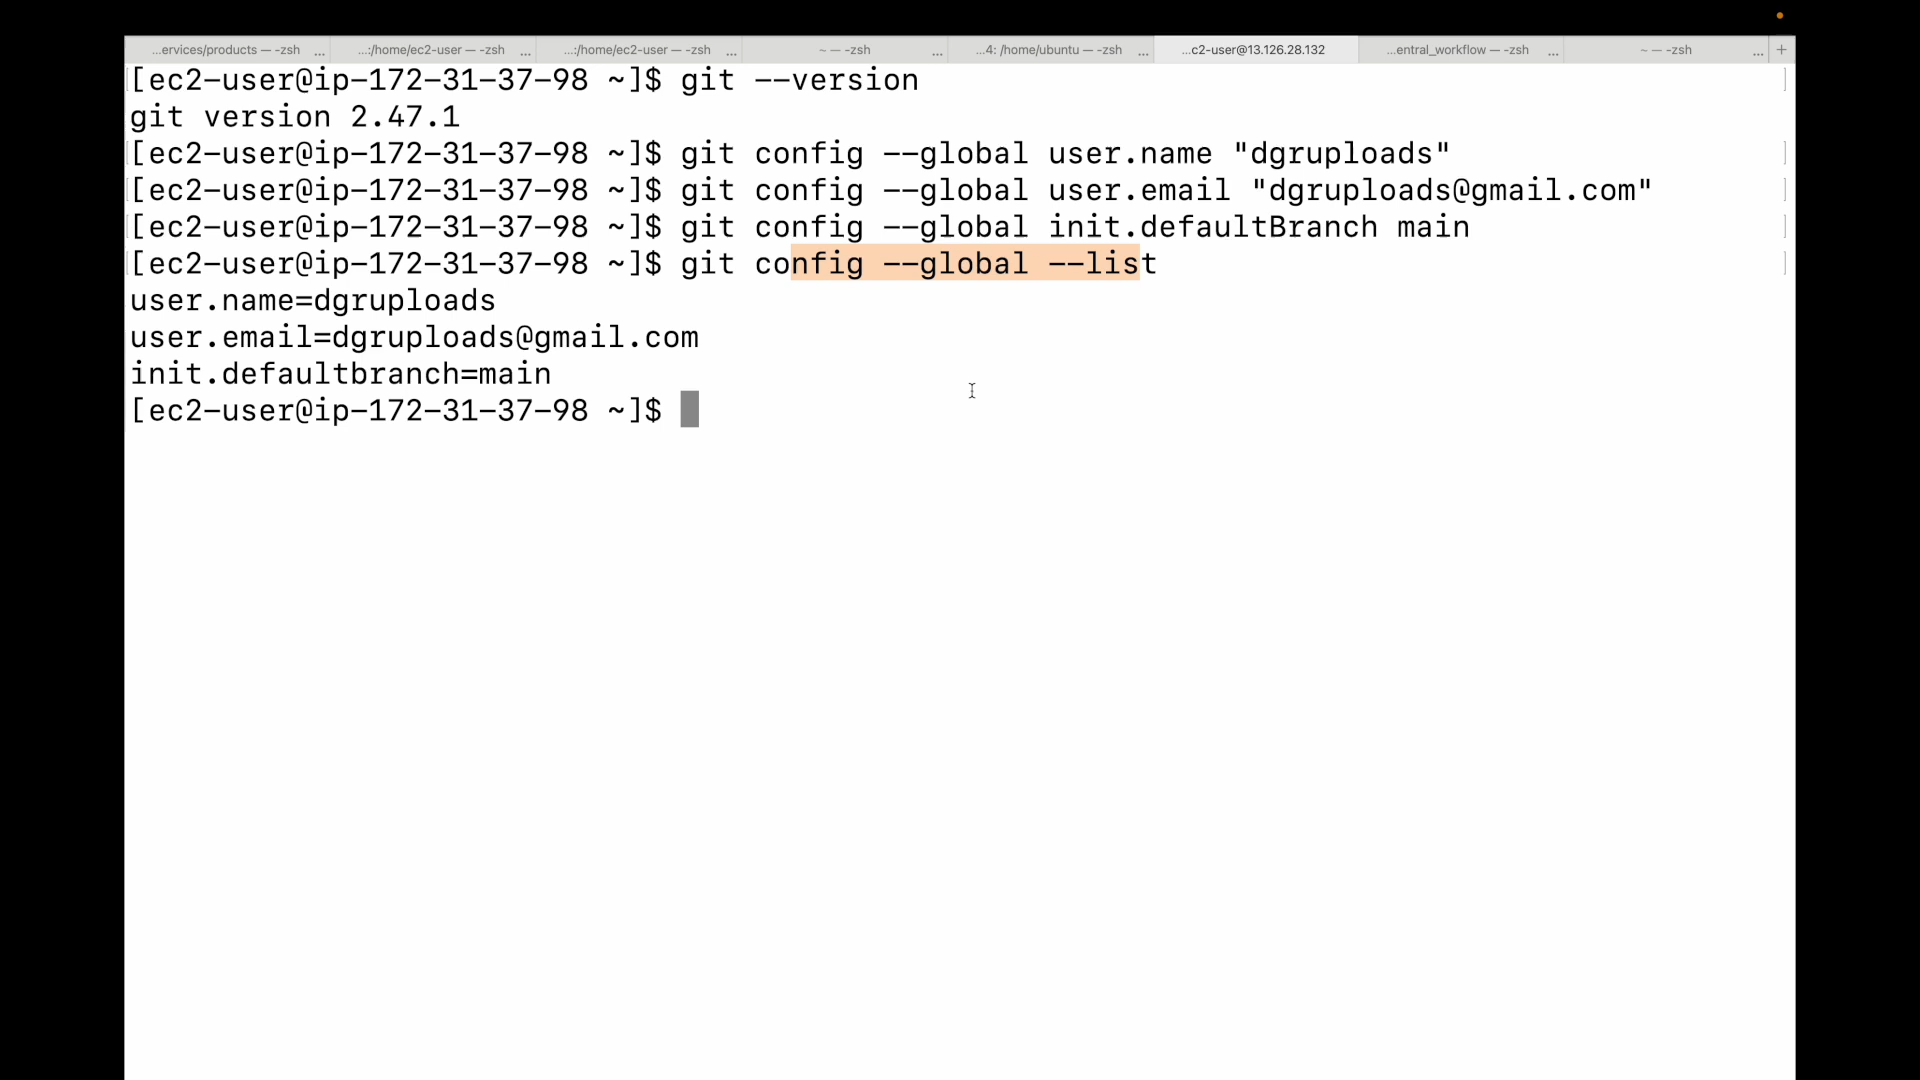 ...ervices/products — -zsh ... ...:/home/ec2-user — -zsh ... ...:/home/ec2-user — -zsh ... ~ — -zsh ... ...4: /home/ubuntu — -zsh ... ...c2-user@13.126.28.132 ...entral_workflow — -zsh ... ~ — -zsh ... +
[ec2-user@ip-172-31-37-98 ~]$ git --version
git version 2.47.1
[ec2-user@ip-172-31-37-98 ~]$ git config --global user.name "dgruploads"
[ec2-user@ip-172-31-37-98 ~]$ git config --global user.email "dgruploads@gmail.com"
[ec2-user@ip-172-31-37-98 ~]$ git config --global init.defaultBranch main
[ec2-user@ip-172-31-37-98 ~]$ git config --global --list
user.name=dgruploads
user.email=dgruploads@gmail.com
init.defaultbranch=main
[ec2-user@ip-172-31-37-98 ~]$